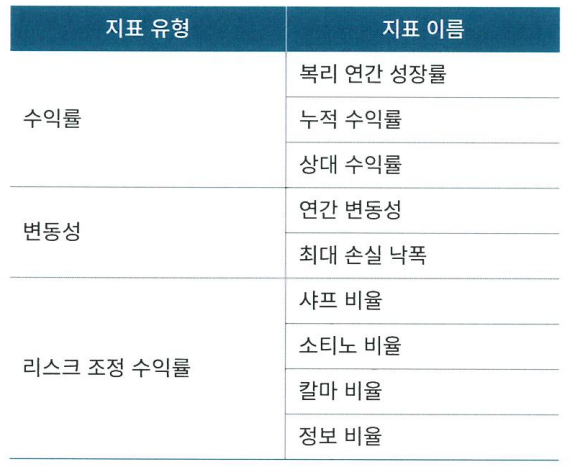 지표 유형
지표 이름
수익률
복리 연간 성장률
누적 수익률
상대 수익률
변동성
연간 변동성
최대 손실 낙폭
리스크 조정 수익률
샤프 비율
소티노 비율
칼마 비율
정보 비율